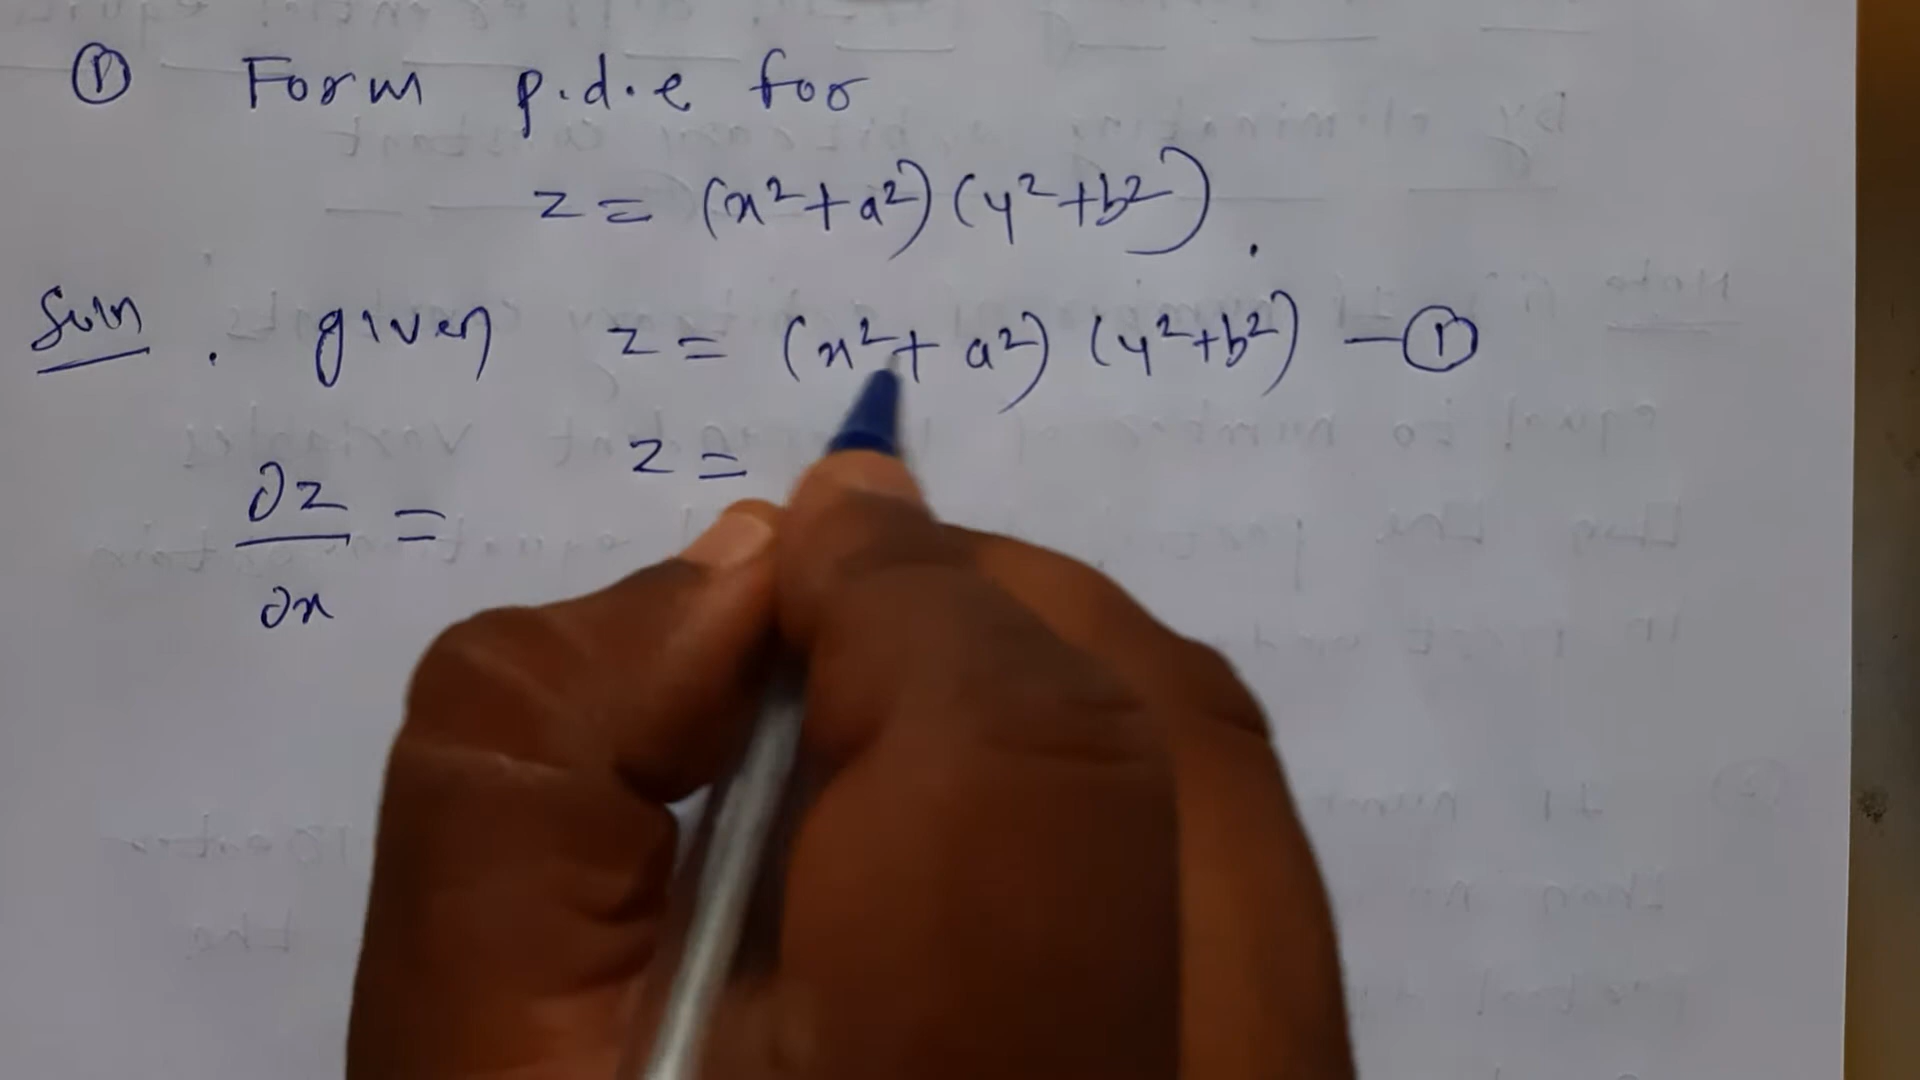 ① Form p.d.e for
z = (x²+a²)(y²+b²).
Soln. given z = (x²+ a²) (y²+b²) — ①
z =
∂z/∂x =